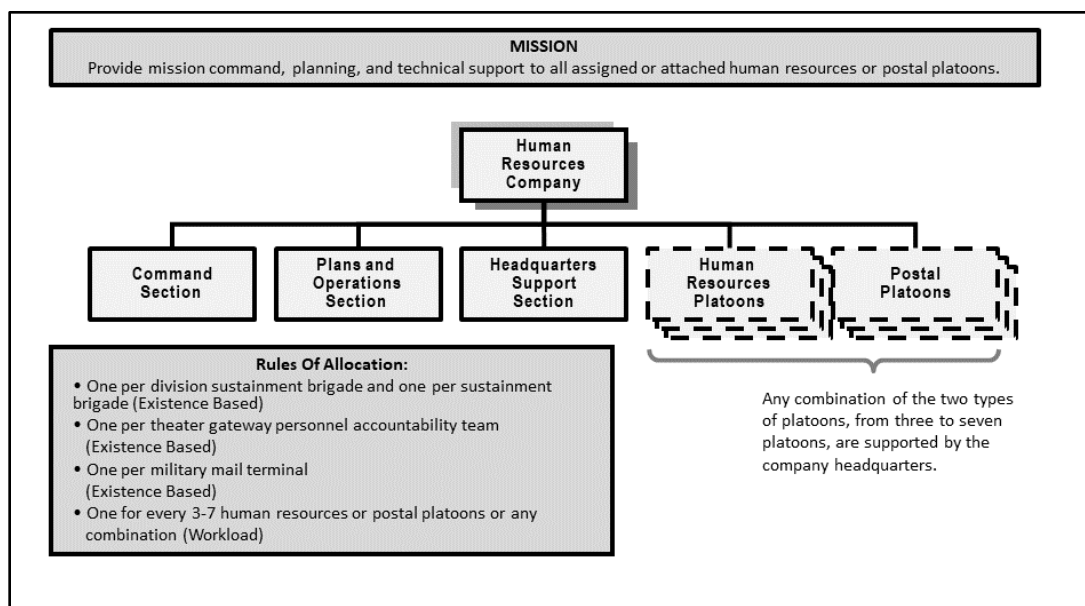 MISSION
Provide mission command, planning, and technical support to all assigned or attached human resources or postal platoons.
Human
Resources
Company
Command
Section
Plans and
Operations
Section
Headquarters
Support
Section
Human
Resources
Platoons
Postal
Platoons
Rules Of Allocation:
• One per division sustainment brigade and one per sustainment
brigade (Existence Based)
• One per theater gateway personnel accountability team
(Existence Based)
• One per military mail terminal
(Existence Based)
• One for every 3-7 human resources or postal platoons or any
combination (Workload)
Any combination of the two types
of platoons, from three to seven
platoons, are supported by the
company headquarters.